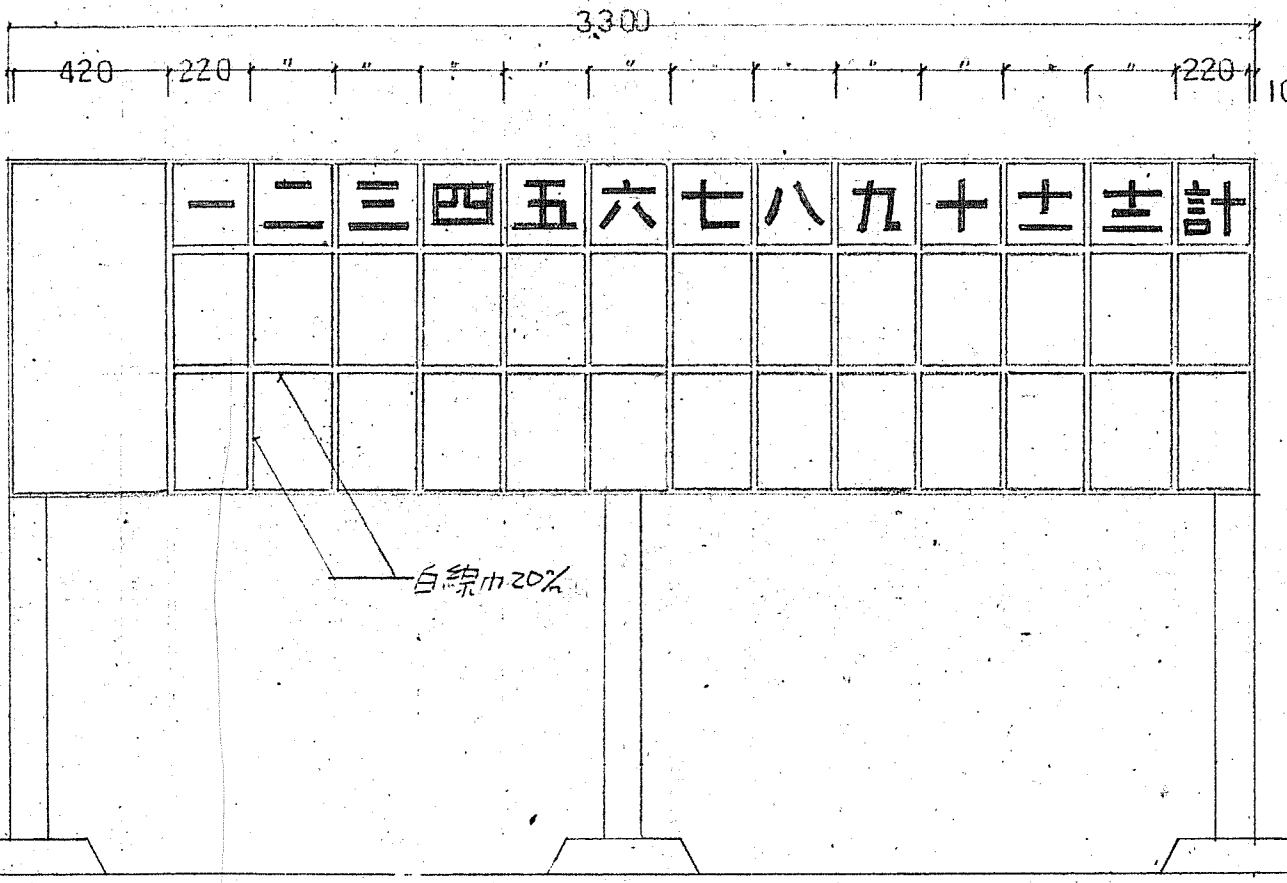 3300
420 220 〃 〃 〃 〃 〃 〃 〃 〃 〃 〃 〃 220 10
一 二 三 四 五 六 七 八 九 十 十一 十二 計
白線巾20%